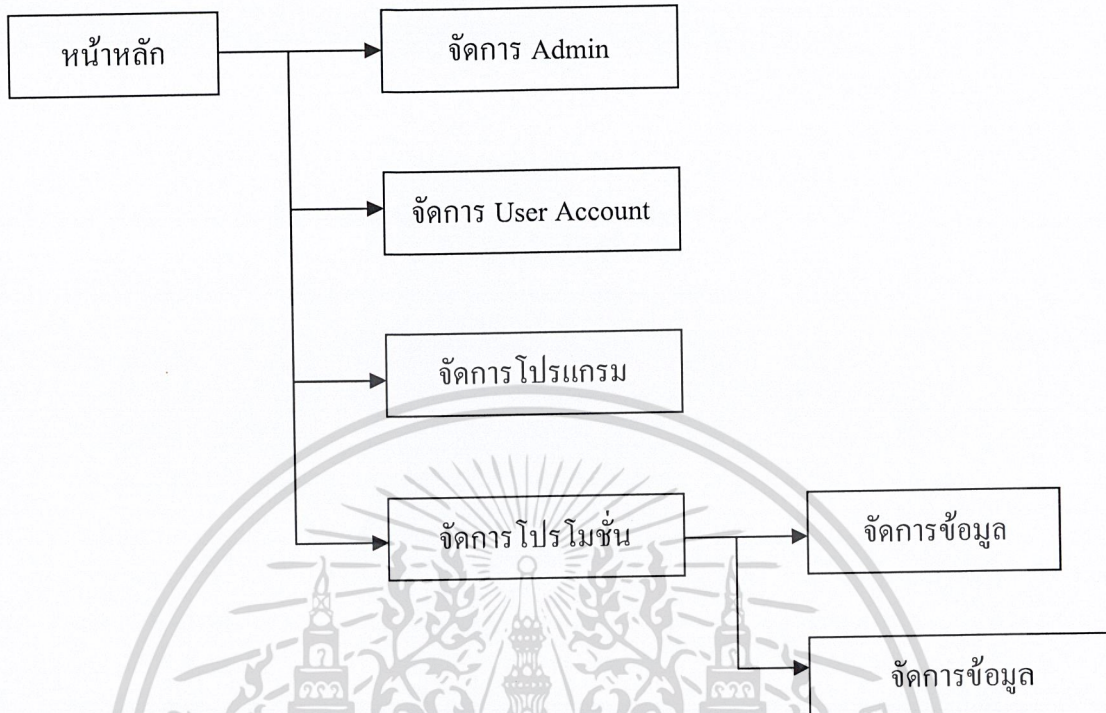 หน้าหลัก
จัดการ Admin
จัดการ User Account
จัดการโปรแกรม
จัดการโปรโมชั่น
จัดการข้อมูล
จัดการข้อมูล